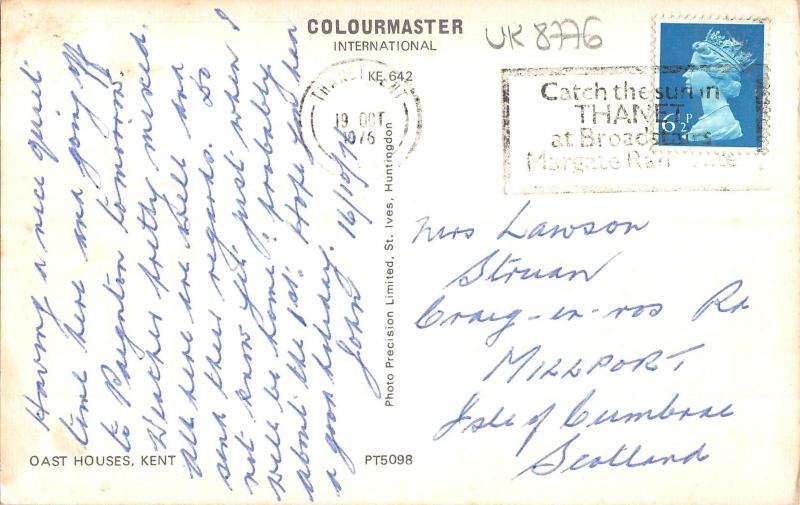 COLOURMASTER
INTERNATIONAL
UK 8776
KE 642
19 OCT
1976
Catch the sun in
THANET
at Broadstairs
Margate Ramsgate
6½P
Having a nice quiet
time here and going off
to Paignton tomorrow.
Weather pretty mixed.
All here are well and
send their regards. Do
not know yet just when I
will be home: probably
about the 1st. Hope you
a good holiday.
John 16/10/76
Mrs Lawson
Struan
Craig-en-ros Rd
MILLPORT
Isle of Cumbrae
Scotland
Photo Precision Limited, St. Ives, Huntingdon
OAST HOUSES, KENT
PT5098